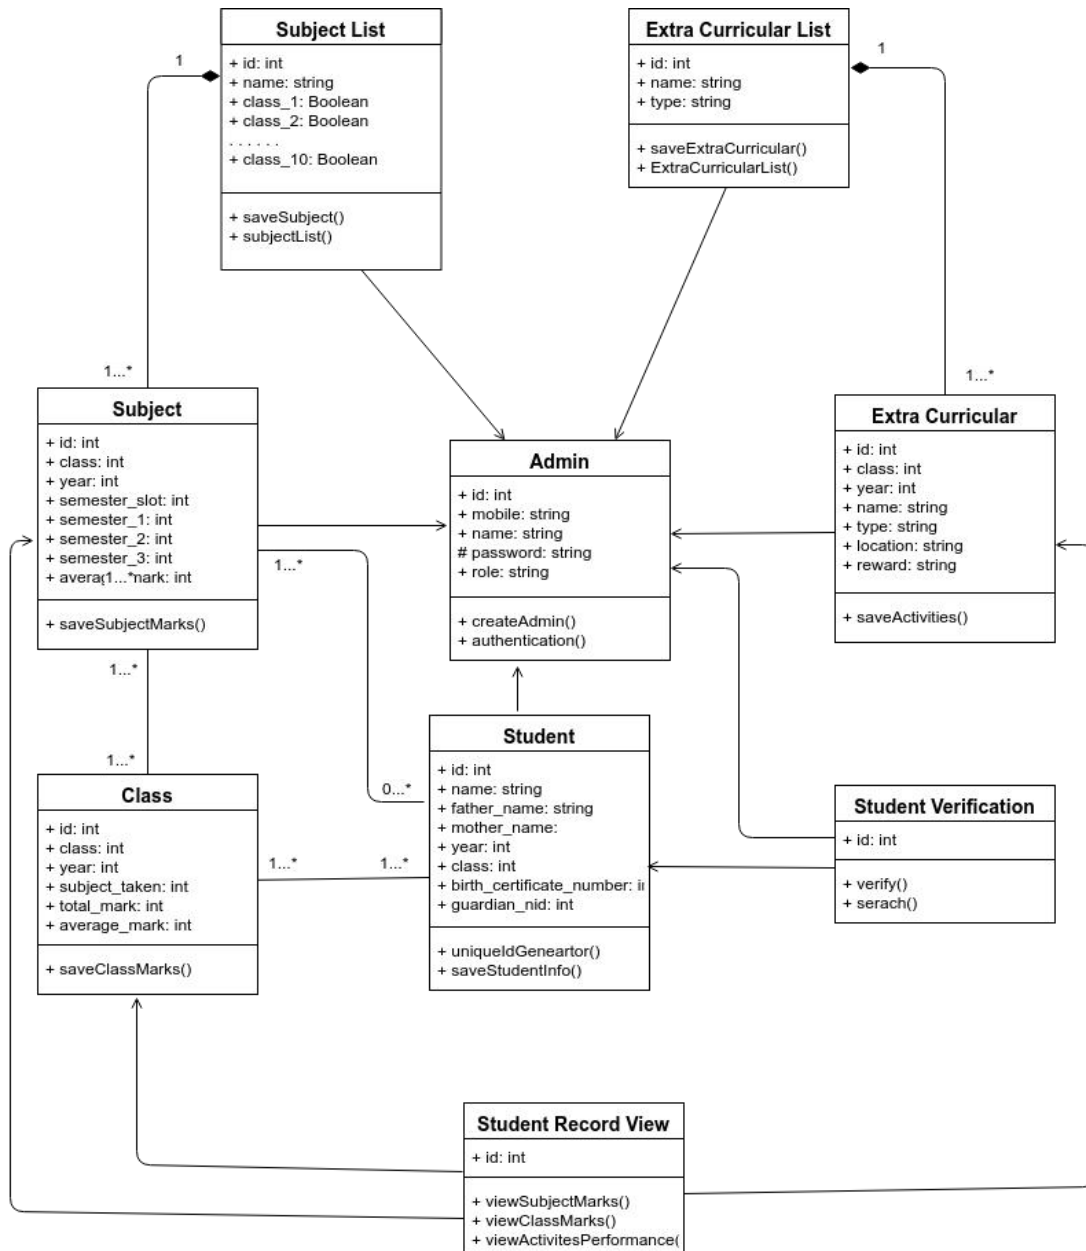 Subject List
+ id: int
+ name: string
+ class_1: Boolean
+ class_2: Boolean
. . . . . .
+ class_10: Boolean
+ saveSubject()
+ subjectList()
Extra Curricular List
+ id: int
+ name: string
+ type: string
+ saveExtraCurricular()
+ ExtraCurricularList()
1
1
1...*
1...*
Subject
+ id: int
+ class: int
+ year: int
+ semester_slot: int
+ semester_1: int
+ semester_2: int
+ semester_3: int
+ averag1...*nark: int
+ saveSubjectMarks()
Admin
+ id: int
+ mobile: string
+ name: string
# password: string
+ role: string
+ createAdmin()
+ authentication()
Extra Curricular
+ id: int
+ class: int
+ year: int
+ name: string
+ type: string
+ location: string
+ reward: string
+ saveActivities()
1...*
1...*
1...*
0...*
1...*
1...*
Class
+ id: int
+ class: int
+ year: int
+ subject_taken: int
+ total_mark: int
+ average_mark: int
+ saveClassMarks()
Student
+ id: int
+ name: string
+ father_name: string
+ mother_name:
+ year: int
+ class: int
+ birth_certificate_number: in
+ guardian_nid: int
+ uniqueIdGeneartor()
+ saveStudentInfo()
Student Verification
+ id: int
+ verify()
+ serach()
Student Record View
+ id: int
+ viewSubjectMarks()
+ viewClassMarks()
+ viewActivitesPerformance(